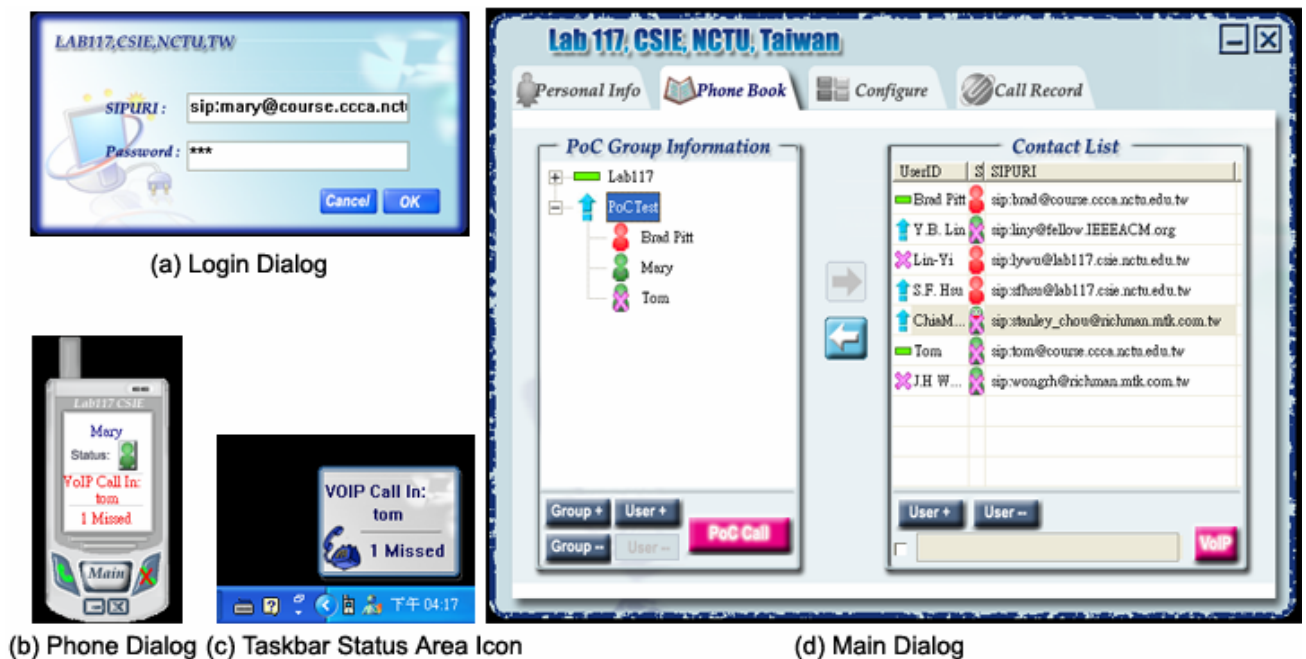 LAB117,CSIE,NCTU,TW
SIPURI :
sip:mary@course.ccca.nctu
Password :
***
Cancel
OK
(a) Login Dialog
Lab117 CSIE
Mary
Status:
VoIP Call In:
tom
1 Missed
Main
(b) Phone Dialog
VOIP Call In:
tom
1 Missed
下午 04:17
(c) Taskbar Status Area Icon
Lab 117, CSIE, NCTU, Taiwan
Personal Info
Phone Book
Configure
Call Record
PoC Group Information
Lab117
PoCTest
Brad Pitt
Mary
Tom
Group +
User +
PoC Call
Group --
User --
Contact List
UserID S SIPURI
Brad Pitt sip:brad@course.ccca.nctu.edu.tw
Y.B. Lin sip:liny@fellow.IEEEACM.org
Lin-Yi sip:lywu@lab117.csie.nctu.edu.tw
S.F. Hsu sip:sfhsu@lab117.csie.nctu.edu.tw
ChiaM... sip:stanley_chou@richman.mtk.com.tw
Tom sip:tom@course.ccca.nctu.edu.tw
J.H W... sip:wongrh@richman.mtk.com.tw
User +
User --
VoIP
(d) Main Dialog